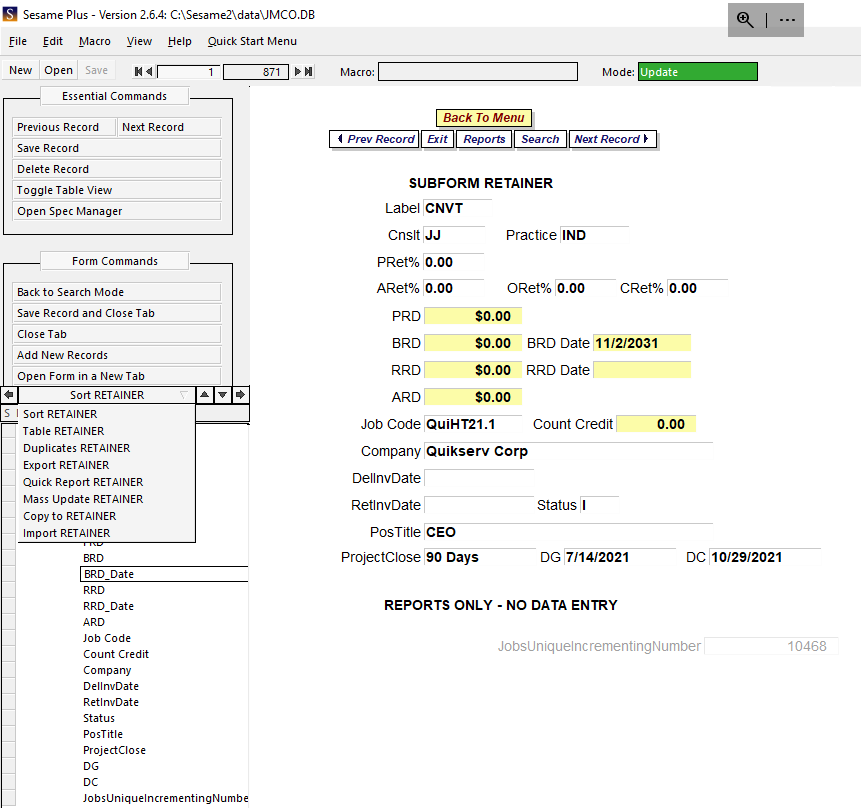 Sesame Plus - Version 2.6.4: C:\Sesame2\data\JMCO.DB
File Edit Macro View Help Quick Start Menu
New Open Save 1 871 Macro: Mode: Update
Essential Commands
Previous Record Next Record
Save Record
Delete Record
Toggle Table View
Open Spec Manager
Form Commands
Back to Search Mode
Save Record and Close Tab
Close Tab
Add New Records
Open Form in a New Tab
Sort RETAINER
S
Sort RETAINER
Table RETAINER
Duplicates RETAINER
Export RETAINER
Quick Report RETAINER
Mass Update RETAINER
Copy to RETAINER
Import RETAINER
PRD
BRD
BRD_Date
RRD
RRD_Date
ARD
Job Code
Count Credit
Company
DelInvDate
RetInvDate
Status
PosTitle
ProjectClose
DG
DC
JobsUniqueIncrementingNumbe
Back To Menu
Prev Record Exit Reports Search Next Record
SUBFORM RETAINER
Label CNVT
Cnslt JJ Practice IND
PRet% 0.00
ARet% 0.00 ORet% 0.00 CRet% 0.00
PRD $0.00
BRD $0.00 BRD Date 11/2/2031
RRD $0.00 RRD Date
ARD $0.00
Job Code QuiHT21.1 Count Credit 0.00
Company Quikserv Corp
DelInvDate
RetInvDate Status I
PosTitle CEO
ProjectClose 90 Days DG 7/14/2021 DC 10/29/2021
REPORTS ONLY - NO DATA ENTRY
JobsUniqueIncrementingNumber 10468